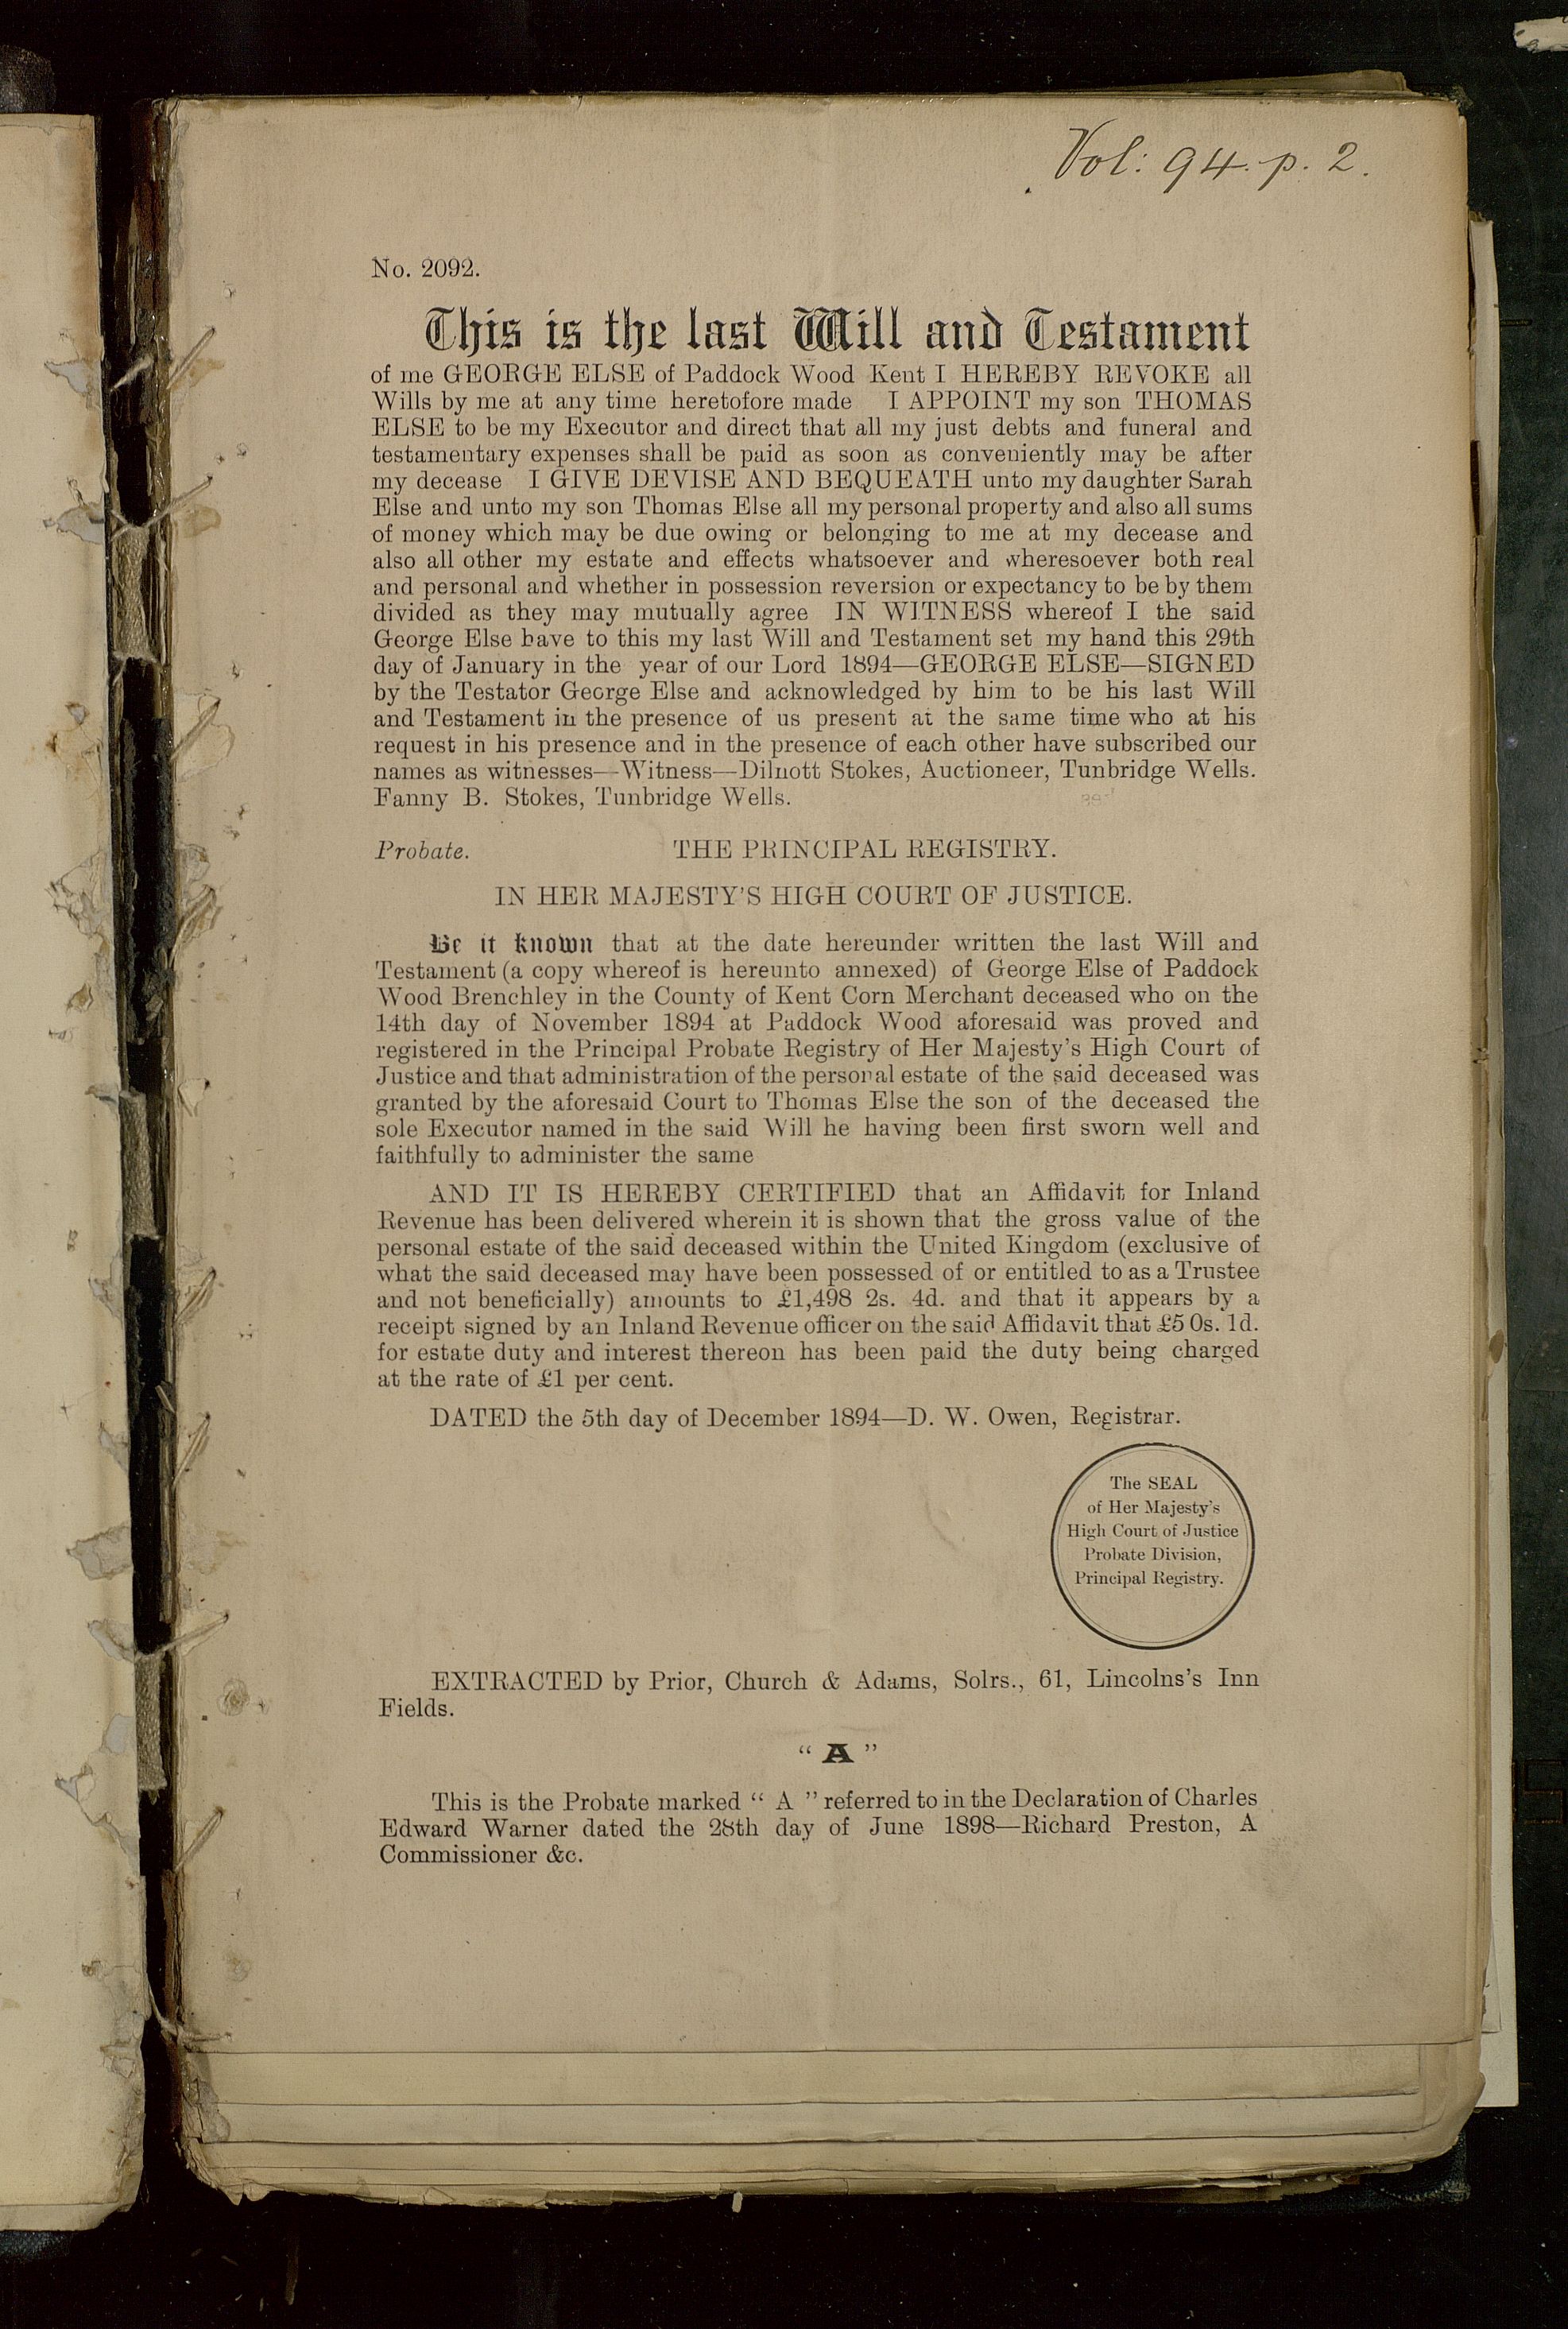 Vol: 94. p. 2.
No. 2092.
This is the last Will and Testament
of me GEORGE ELSE of Paddock Wood Kent I HEREBY REVOKE all
Wills by me at any time heretofore made I APPOINT my son THOMAS
ELSE to be my Executor and direct that all my just debts and funeral and
testamentary expenses shall be paid as soon as conveniently may be after
my decease I GIVE DEVISE AND BEQUEATH unto my daughter Sarah
Else and unto my son Thomas Else all my personal property and also all sums
of money which may be due owing or belonging to me at my decease and
also all other my estate and effects whatsoever and wheresoever both real
and personal and whether in possession reversion or expectancy to be by them
divided as they may mutually agree IN WITNESS whereof I the said
George Else have to this my last Will and Testament set my hand this 29th
day of January in the year of our Lord 1894—GEORGE ELSE—SIGNED
by the Testator George Else and acknowledged by him to be his last Will
and Testament in the presence of us present at the same time who at his
request in his presence and in the presence of each other have subscribed our
names as witnesses—Witness—Dilnott Stokes, Auctioneer, Tunbridge Wells.
Fanny B. Stokes, Tunbridge Wells.
Probate. THE PRINCIPAL REGISTRY.
IN HER MAJESTY'S HIGH COURT OF JUSTICE.
Be it known that at the date hereunder written the last Will and
Testament (a copy whereof is hereunto annexed) of George Else of Paddock
Wood Brenchley in the County of Kent Corn Merchant deceased who on the
14th day of November 1894 at Paddock Wood aforesaid was proved and
registered in the Principal Probate Registry of Her Majesty's High Court of
Justice and that administration of the personal estate of the said deceased was
granted by the aforesaid Court to Thomas Else the son of the deceased the
sole Executor named in the said Will he having been first sworn well and
faithfully to administer the same
AND IT IS HEREBY CERTIFIED that an Affidavit for Inland
Revenue has been delivered wherein it is shown that the gross value of the
personal estate of the said deceased within the United Kingdom (exclusive of
what the said deceased may have been possessed of or entitled to as a Trustee
and not beneficially) amounts to £1,498 2s. 4d. and that it appears by a
receipt signed by an Inland Revenue officer on the said Affidavit that £5 0s. 1d.
for estate duty and interest thereon has been paid the duty being charged
at the rate of £1 per cent.
DATED the 5th day of December 1894—D. W. Owen, Registrar.
The SEAL
of Her Majesty's
High Court of Justice
Probate Division,
Principal Registry.
EXTRACTED by Prior, Church & Adams, Solrs., 61, Lincolns's Inn
Fields.
"A"
This is the Probate marked "A" referred to in the Declaration of Charles
Edward Warner dated the 28th day of June 1898—Richard Preston, A
Commissioner &c.